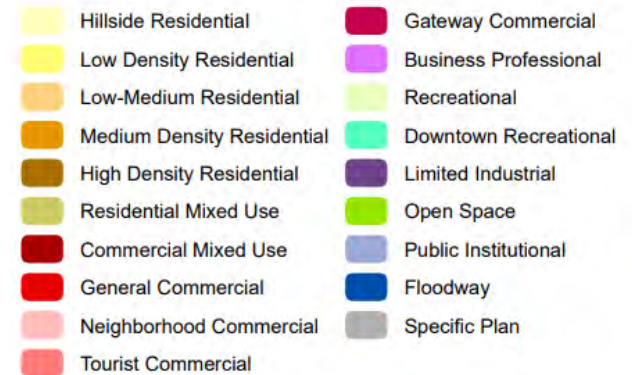 Hillside Residential
Low Density Residential
Low-Medium Residential
Medium Density Residential
High Density Residential
Residential Mixed Use
Commercial Mixed Use
General Commercial
Neighborhood Commercial
Tourist Commercial
Gateway Commercial
Business Professional
Recreational
Downtown Recreational
Limited Industrial
Open Space
Public Institutional
Floodway
Specific Plan